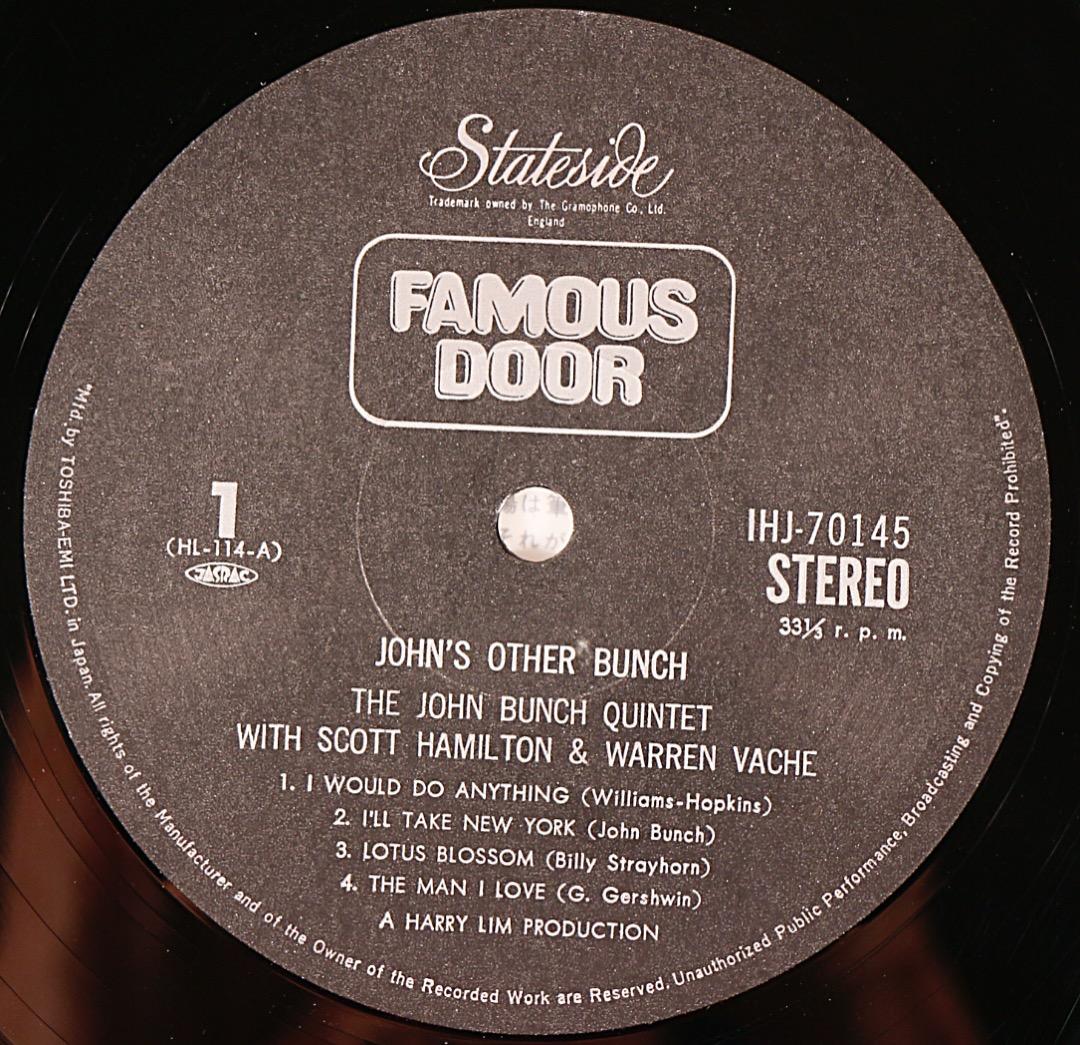 Stateside
Trademark owned by The Gramophone Co., Ltd.
England
FAMOUS
DOOR
1
(HL-114-A)
JASRAC
IHJ-70145
STEREO
33⅓ r. p. m.
JOHN'S OTHER BUNCH
THE JOHN BUNCH QUINTET
WITH SCOTT HAMILTON & WARREN VACHE
1. I WOULD DO ANYTHING (Williams-Hopkins)
2. I'LL TAKE NEW YORK (John Bunch)
3. LOTUS BLOSSOM (Billy Strayhorn)
4. THE MAN I LOVE (G. Gershwin)
A HARRY LIM PRODUCTION
"Mfd. by TOSHIBA-EMI LTD. in Japan. All rights of the Manufacturer and of the Owner of the Recorded Work are Reserved. Unauthorized Public Performance, Broadcasting and Copying of the Record Prohibited".
は
それが